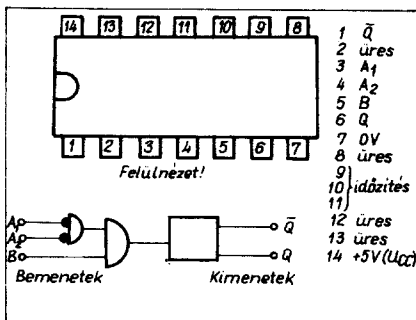 14 13 12 11 10 9 8
1 2 3 4 5 6 7
Felülnézet!
1 Q̅
2 üres
3 A₁
4 A₂
5 B
6 Q
7 0V
8 üres
9
10 időzítés
11
12 üres
13 üres
14 +5V(Ucc)
A₁
A₂
B
Q̅
Q
Bemenetek
Kimenetek